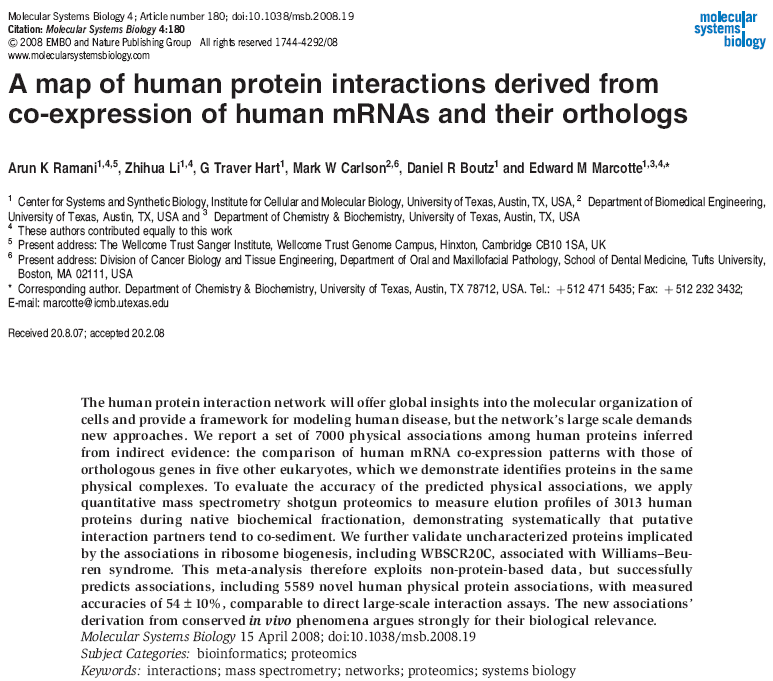 Molecular Systems Biology 4; Article number 180; doi:10.1038/msb.2008.19
Citation: Molecular Systems Biology 4:180
© 2008 EMBO and Nature Publishing Group All rights reserved 1744-4292/08
www.molecularsystemsbiology.com
molecular
systems
biology
A map of human protein interactions derived from
co-expression of human mRNAs and their orthologs
Arun K Ramani1,4,5, Zhihua Li1,4, G Traver Hart1, Mark W Carlson2,6, Daniel R Boutz1 and Edward M Marcotte1,3,4,*
1 Center for Systems and Synthetic Biology, Institute for Cellular and Molecular Biology, University of Texas, Austin, TX, USA, 2 Department of Biomedical Engineering,
University of Texas, Austin, TX, USA and 3 Department of Chemistry & Biochemistry, University of Texas, Austin, TX, USA
4 These authors contributed equally to this work
5 Present address: The Wellcome Trust Sanger Institute, Wellcome Trust Genome Campus, Hinxton, Cambridge CB10 1SA, UK
6 Present address: Division of Cancer Biology and Tissue Engineering, Department of Oral and Maxillofacial Pathology, School of Dental Medicine, Tufts University,
Boston, MA 02111, USA
* Corresponding author. Department of Chemistry & Biochemistry, University of Texas, Austin, TX 78712, USA. Tel.: +512 471 5435; Fax: +512 232 3432;
E-mail: marcotte@icmb.utexas.edu
Received 20.8.07; accepted 20.2.08
The human protein interaction network will offer global insights into the molecular organization of
cells and provide a framework for modeling human disease, but the network's large scale demands
new approaches. We report a set of 7000 physical associations among human proteins inferred
from indirect evidence: the comparison of human mRNA co-expression patterns with those of
orthologous genes in five other eukaryotes, which we demonstrate identifies proteins in the same
physical complexes. To evaluate the accuracy of the predicted physical associations, we apply
quantitative mass spectrometry shotgun proteomics to measure elution profiles of 3013 human
proteins during native biochemical fractionation, demonstrating systematically that putative
interaction partners tend to co-sediment. We further validate uncharacterized proteins implicated
by the associations in ribosome biogenesis, including WBSCR20C, associated with Williams–Beu-
ren syndrome. This meta-analysis therefore exploits non-protein-based data, but successfully
predicts associations, including 5589 novel human physical protein associations, with measured
accuracies of 54±10%, comparable to direct large-scale interaction assays. The new associations'
derivation from conserved in vivo phenomena argues strongly for their biological relevance.
Molecular Systems Biology 15 April 2008; doi:10.1038/msb.2008.19
Subject Categories: bioinformatics; proteomics
Keywords: interactions; mass spectrometry; networks; proteomics; systems biology